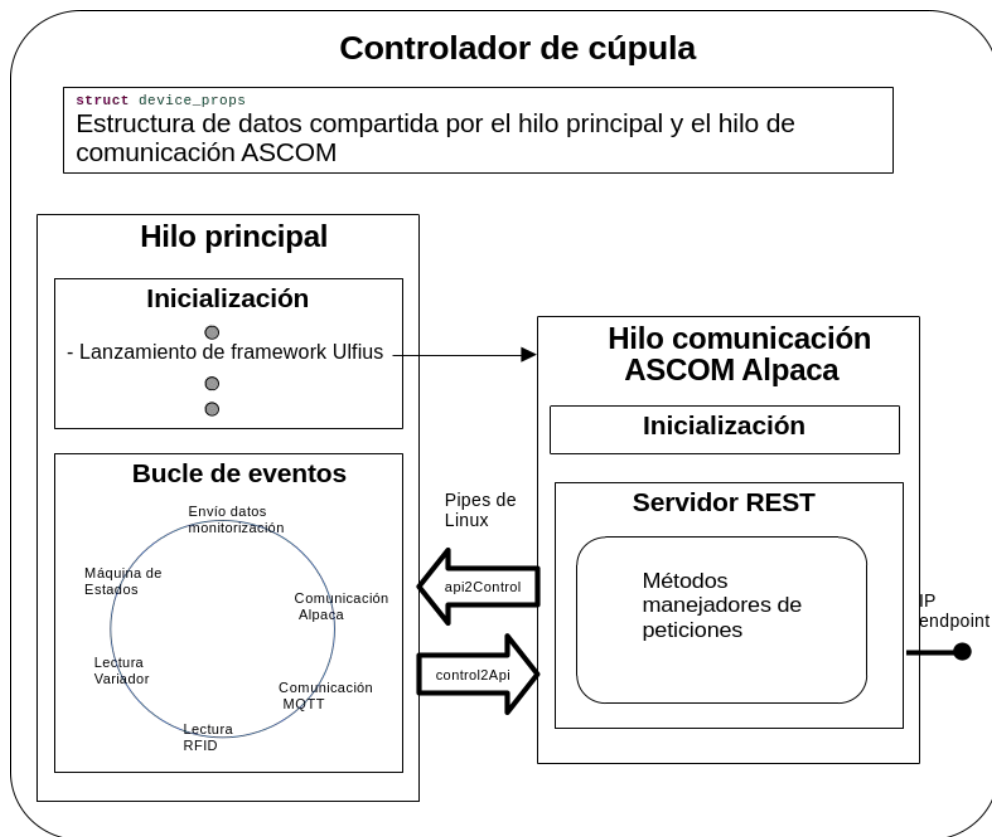 Controlador de cúpula
struct device_props
Estructura de datos compartida por el hilo principal y el hilo de
comunicación ASCOM
Hilo principal
Inicialización
- Lanzamiento de framework Ulfius
Bucle de eventos
Envío datos
monitorización
Máquina de
Estados
Comunicación
Alpaca
Lectura
Variador
Comunicación
MQTT
Lectura
RFID
Pipes de
Linux
api2Control
control2Api
Hilo comunicación
ASCOM Alpaca
Inicialización
Servidor REST
Métodos
manejadores de
peticiones
IP
endpoint